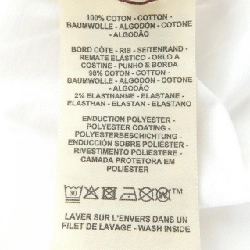 100% COTON - COTTON -
BAUMWOLLE - ALGODÓN - COTONE
- ALGODÃO
BORD CÔTE - RIB - SEITENRAND -
REMATE ELÁSTICO - ORLO A
COSTINE - PUNHO & BORDA
98% COTON - COTTON -
BAUMWOLLE - ALGODÓN - COTONE
- ALGODÃO
2% ELASTHANNE - ELASTANE -
ELASTHAN - ELASTAN - ELASTANO
ENDUCTION POLYESTER -
POLYESTER COATING -
POLYESTERBESCHICHTUNG -
ENDUCCIÓN SOBRE POLIÉSTER -
RIVESTIMENTO POLIESTERE -
CAMADA PROTETORA EM
POLIÉSTER
LAVER SUR L'ENVERS DANS UN
FILET DE LAVAGE - WASH INSIDE